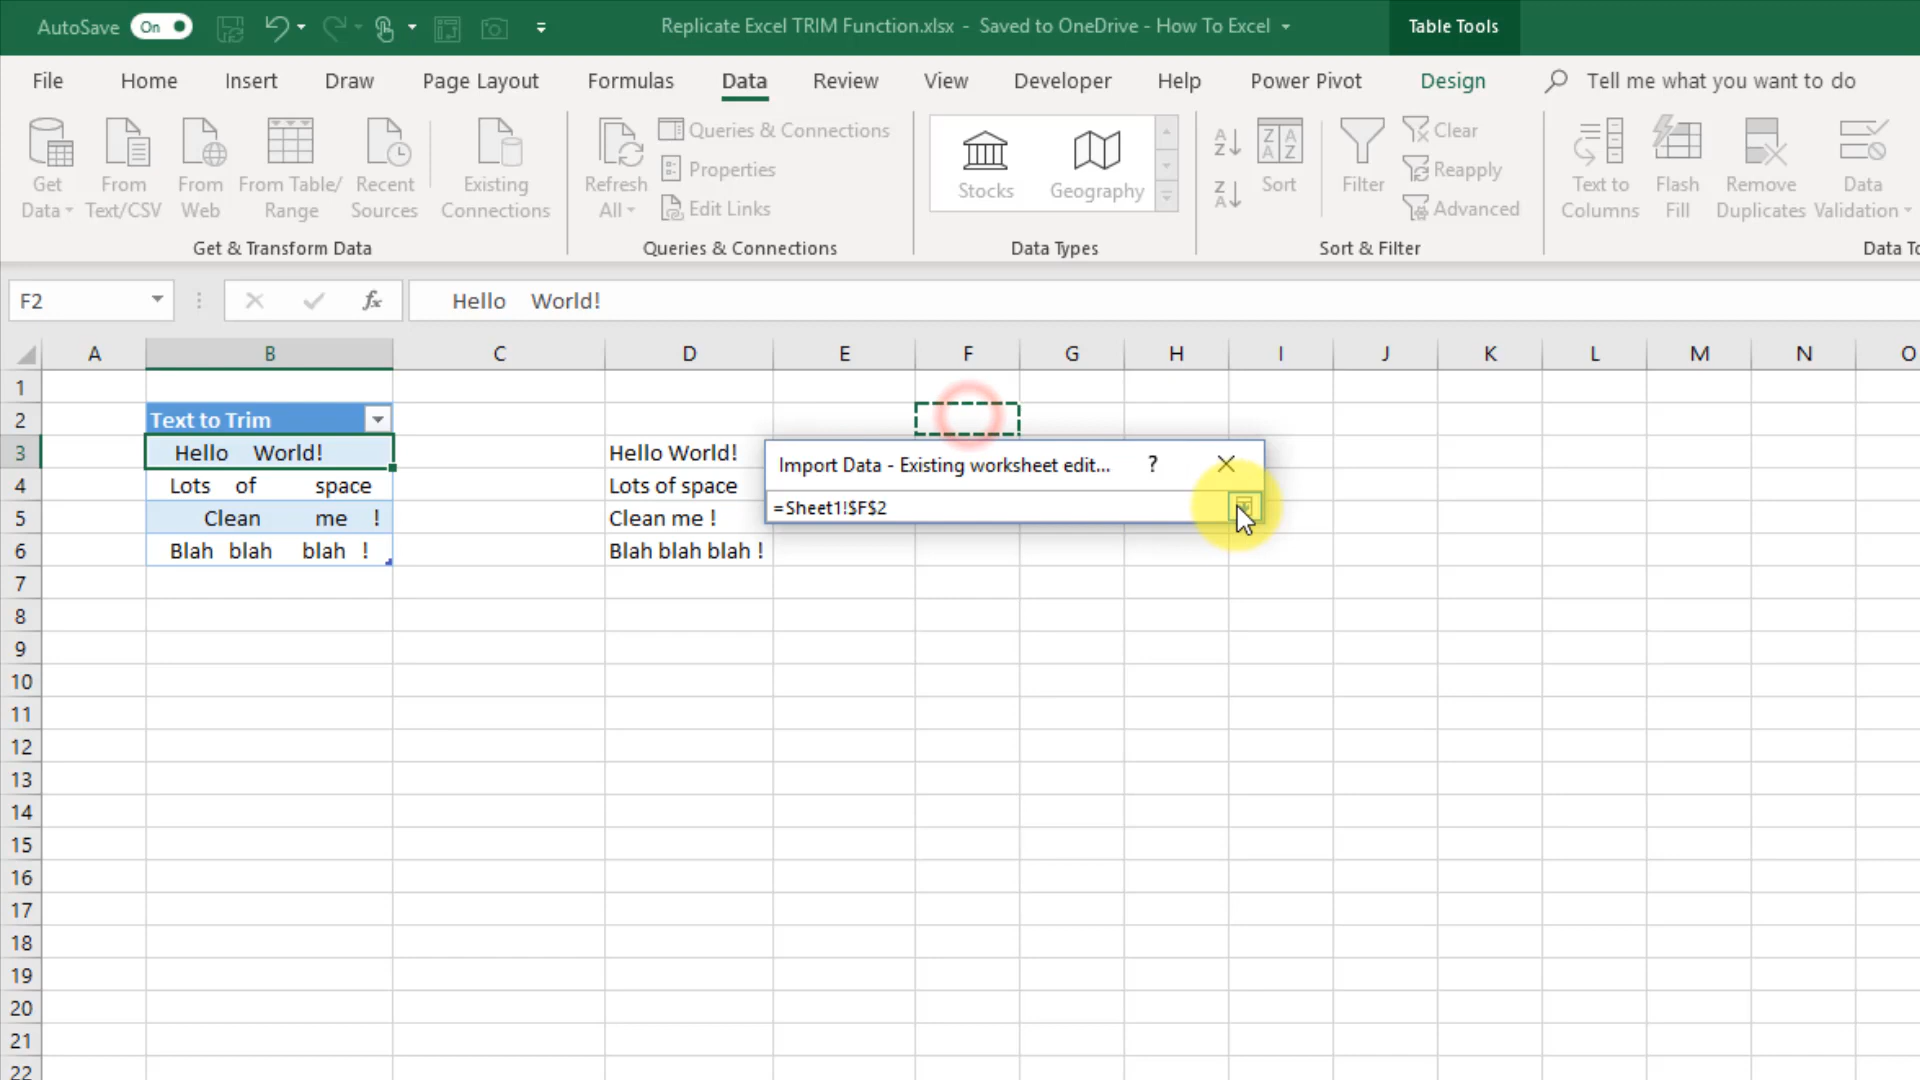 AutoSave On Replicate Excel TRIM Function.xlsx - Saved to OneDrive - How To Excel Table Tools
File Home Insert Draw Page Layout Formulas Data Review View Developer Help Power Pivot Design Tell me what you want to do
Get Data From Text/CSV From Web From Table/ Range Recent Sources Existing Connections
Get & Transform Data
Refresh All Queries & Connections
Properties
Edit Links
Queries & Connections
Stocks Geography
Data Types
Sort Filter Clear
Reapply
Advanced
Sort & Filter
Text to Columns Flash Fill Remove Duplicates Data Validation
Data To
F2 fx Hello World!
A B C D E F G H I J K L M N O
1
2 Text to Trim
3 Hello World! Hello World!
4 Lots of space Lots of space
5 Clean me ! Clean me !
6 Blah blah blah ! Blah blah blah !
Import Data - Existing worksheet edit... ?
=Sheet1!$F$2
7
8
9
10
11
12
13
14
15
16
17
18
19
20
21
22